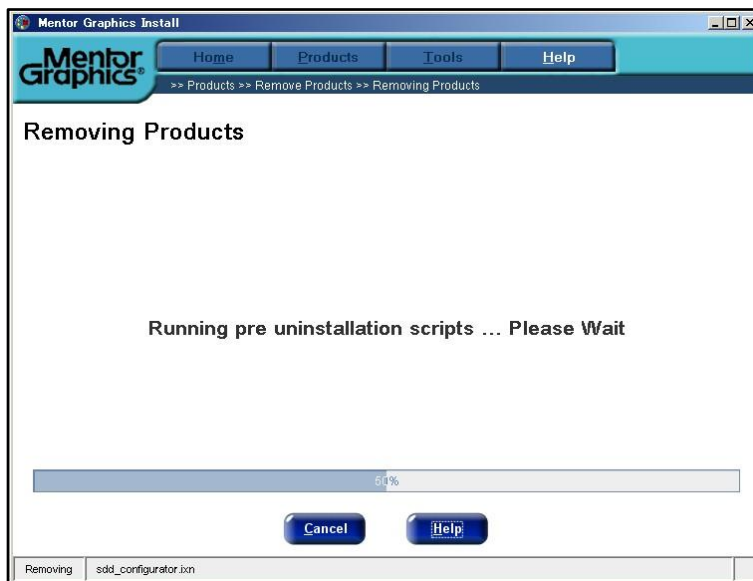 Mentor Graphics Install
Mentor Graphics®
Home Products Tools Help
>> Products >> Remove Products >> Removing Products
Removing Products
Running pre uninstallation scripts ... Please Wait
50%
Cancel Help
Removing sdd_configurator.ixn